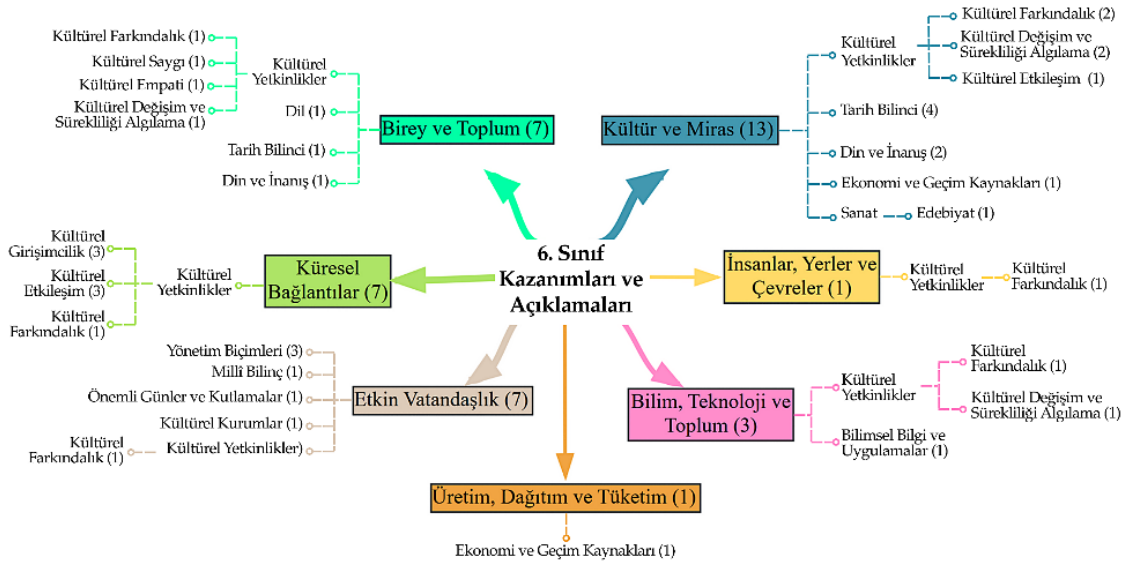 6. Sınıf
Kazanımları ve
Açıklamaları
Birey ve Toplum (7)
Kültürel
Yetkinlikler
Kültürel Farkındalık (1)
Kültürel Saygı (1)
Kültürel Empati (1)
Kültürel Değişim ve
Sürekliliği Algılama (1)
Dil (1)
Tarih Bilinci (1)
Din ve İnanış (1)
Kültür ve Miras (13)
Kültürel
Yetkinlikler
Kültürel Farkındalık (2)
Kültürel Değişim ve
Sürekliliği Algılama (2)
Kültürel Etkileşim (1)
Tarih Bilinci (4)
Din ve İnanış (2)
Ekonomi ve Geçim Kaynakları (1)
Sanat
Edebiyat (1)
Küresel
Bağlantılar (7)
Kültürel
Yetkinlikler
Kültürel
Girişimcilik (3)
Kültürel
Etkileşim (3)
Kültürel
Farkındalık (1)
İnsanlar, Yerler ve
Çevreler (1)
Kültürel
Yetkinlikler
Kültürel
Farkındalık (1)
Etkin Vatandaşlık (7)
Yönetim Biçimleri (3)
Millî Bilinç (1)
Önemli Günler ve Kutlamalar (1)
Kültürel Kurumlar (1)
Kültürel Yetkinlikler)
Kültürel
Farkındalık (1)
Bilim, Teknoloji ve
Toplum (3)
Kültürel
Yetkinlikler
Kültürel
Farkındalık (1)
Kültürel Değişim ve
Sürekliliği Algılama (1)
Bilimsel Bilgi ve
Uygulamalar (1)
Üretim, Dağıtım ve Tüketim (1)
Ekonomi ve Geçim Kaynakları (1)